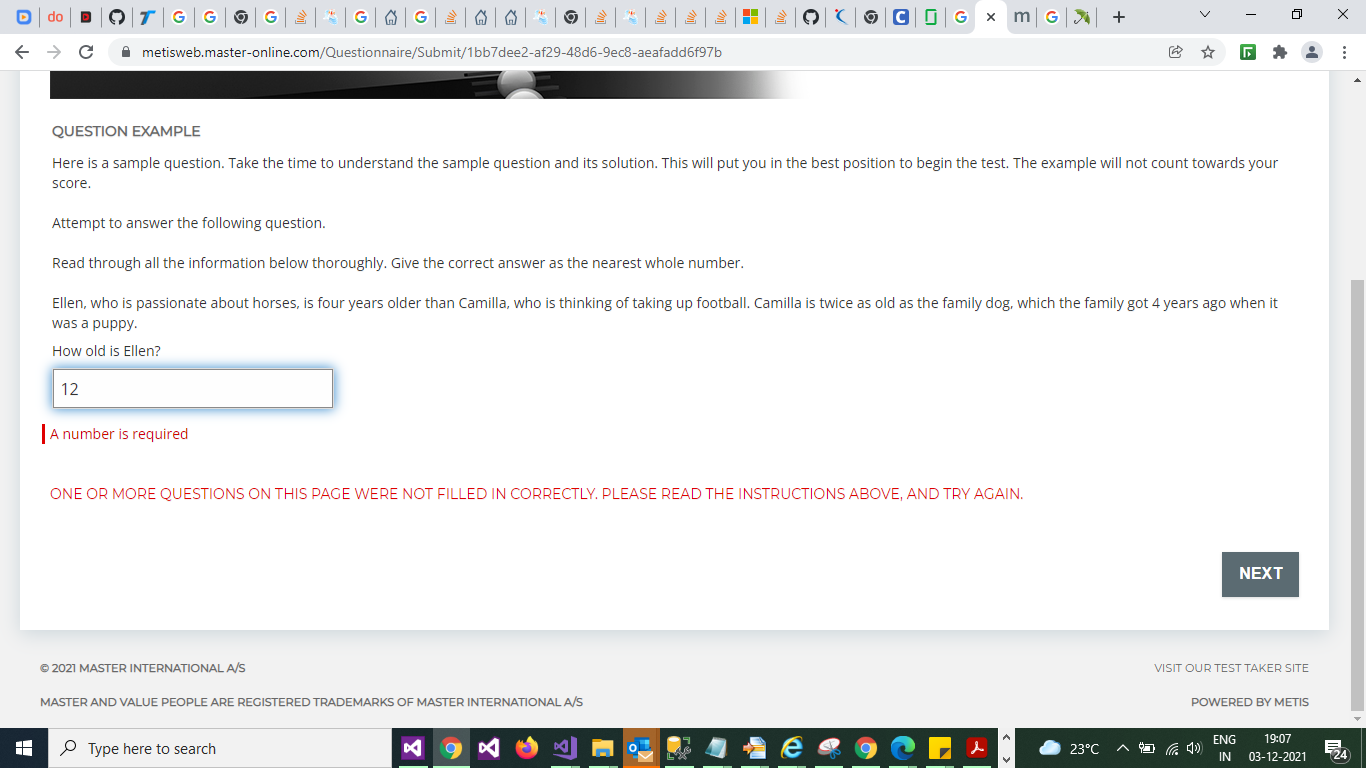 metisweb.master-online.com/Questionnaire/Submit/1bb7dee2-af29-48d6-9ec8-aeafadd6f97b
QUESTION EXAMPLE
Here is a sample question. Take the time to understand the sample question and its solution. This will put you in the best position to begin the test. The example will not count towards your
score.
Attempt to answer the following question.
Read through all the information below thoroughly. Give the correct answer as the nearest whole number.
Ellen, who is passionate about horses, is four years older than Camilla, who is thinking of taking up football. Camilla is twice as old as the family dog, which the family got 4 years ago when it
was a puppy.
How old is Ellen?
12
A number is required
ONE OR MORE QUESTIONS ON THIS PAGE WERE NOT FILLED IN CORRECTLY. PLEASE READ THE INSTRUCTIONS ABOVE, AND TRY AGAIN.
NEXT
© 2021 MASTER INTERNATIONAL A/S
VISIT OUR TEST TAKER SITE
MASTER AND VALUE PEOPLE ARE REGISTERED TRADEMARKS OF MASTER INTERNATIONAL A/S
POWERED BY METIS
Type here to search
23°C
ENG
IN
19:07
03-12-2021
24